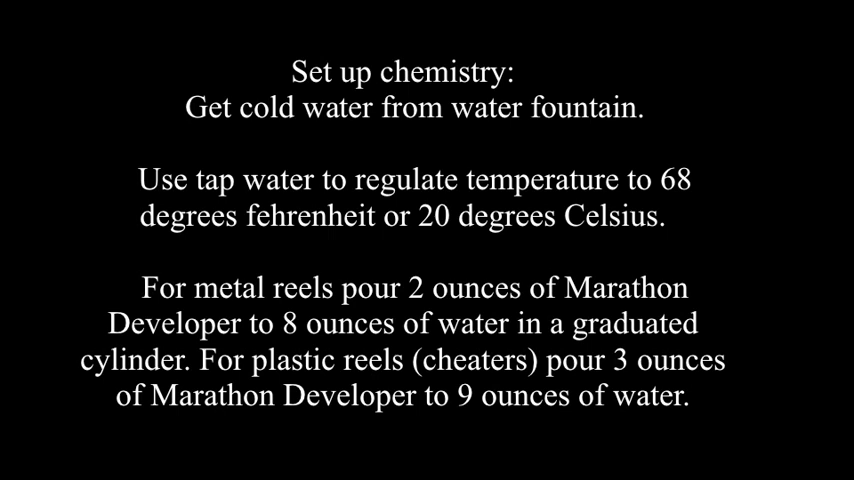 Set up chemistry:
Get cold water from water fountain.
Use tap water to regulate temperature to 68
degrees fehrenheit or 20 degrees Celsius.
For metal reels pour 2 ounces of Marathon
Developer to 8 ounces of water in a graduated
cylinder. For plastic reels (cheaters) pour 3 ounces
of Marathon Developer to 9 ounces of water.